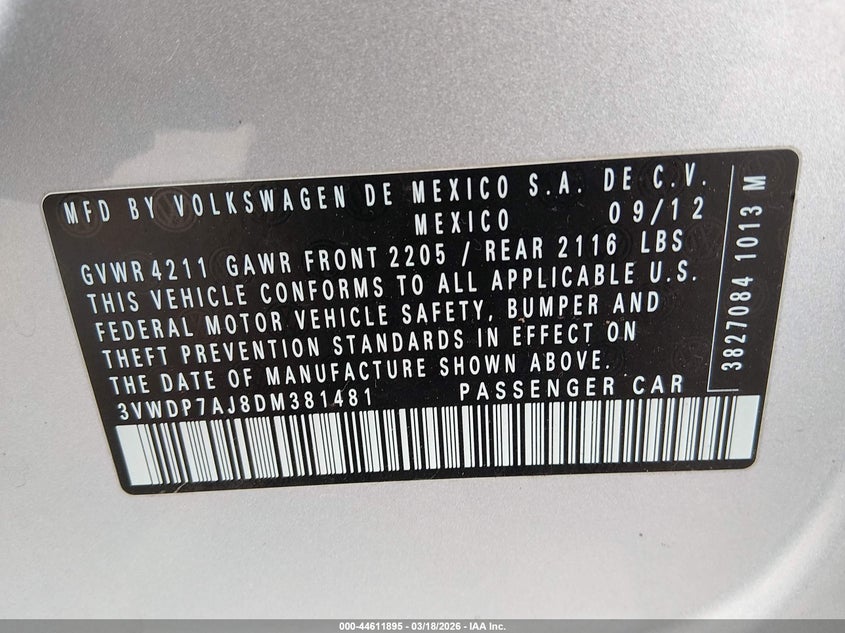 MFD BY VOLKSWAGEN DE MEXICO S.A. DE C.V.
MEXICO 09/12
GVWR 4211 GAWR FRONT 2205 / REAR 2116 LBS
THIS VEHICLE CONFORMS TO ALL APPLICABLE U.S.
FEDERAL MOTOR VEHICLE SAFETY, BUMPER AND
THEFT PREVENTION STANDARDS IN EFFECT ON
THE DATE OF MANUFACTURE SHOWN ABOVE.
3VWDP7AJ8DM381481 PASSENGER CAR
3827084 1013 M
000-44611895 | 03/18/2026 | IAA Inc.